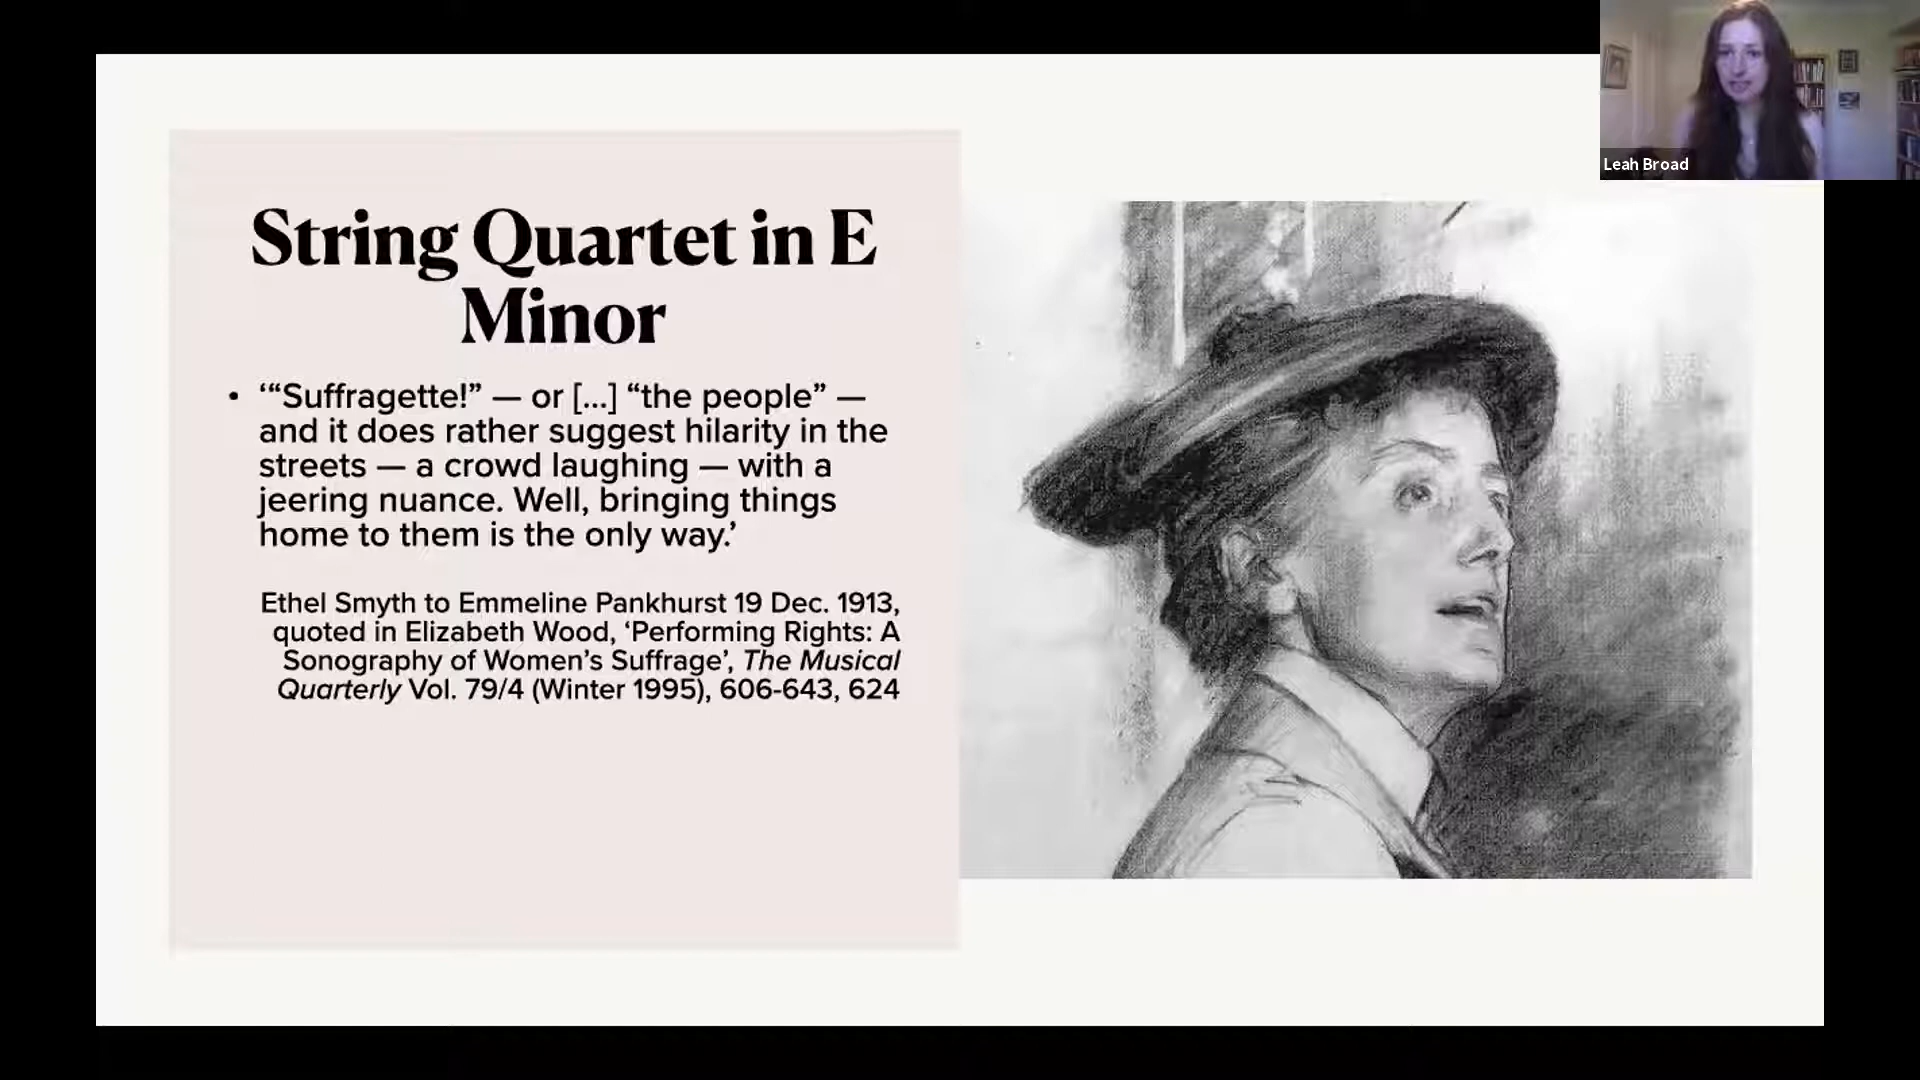 String Quartet in E
Minor
• ‘“Suffragette!” — or [...] “the people” —
and it does rather suggest hilarity in the
streets — a crowd laughing — with a
jeering nuance. Well, bringing things
home to them is the only way.’
Ethel Smyth to Emmeline Pankhurst 19 Dec. 1913,
quoted in Elizabeth Wood, ‘Performing Rights: A
Sonography of Women’s Suffrage’, The Musical
Quarterly Vol. 79/4 (Winter 1995), 606-643, 624
Leah Broad